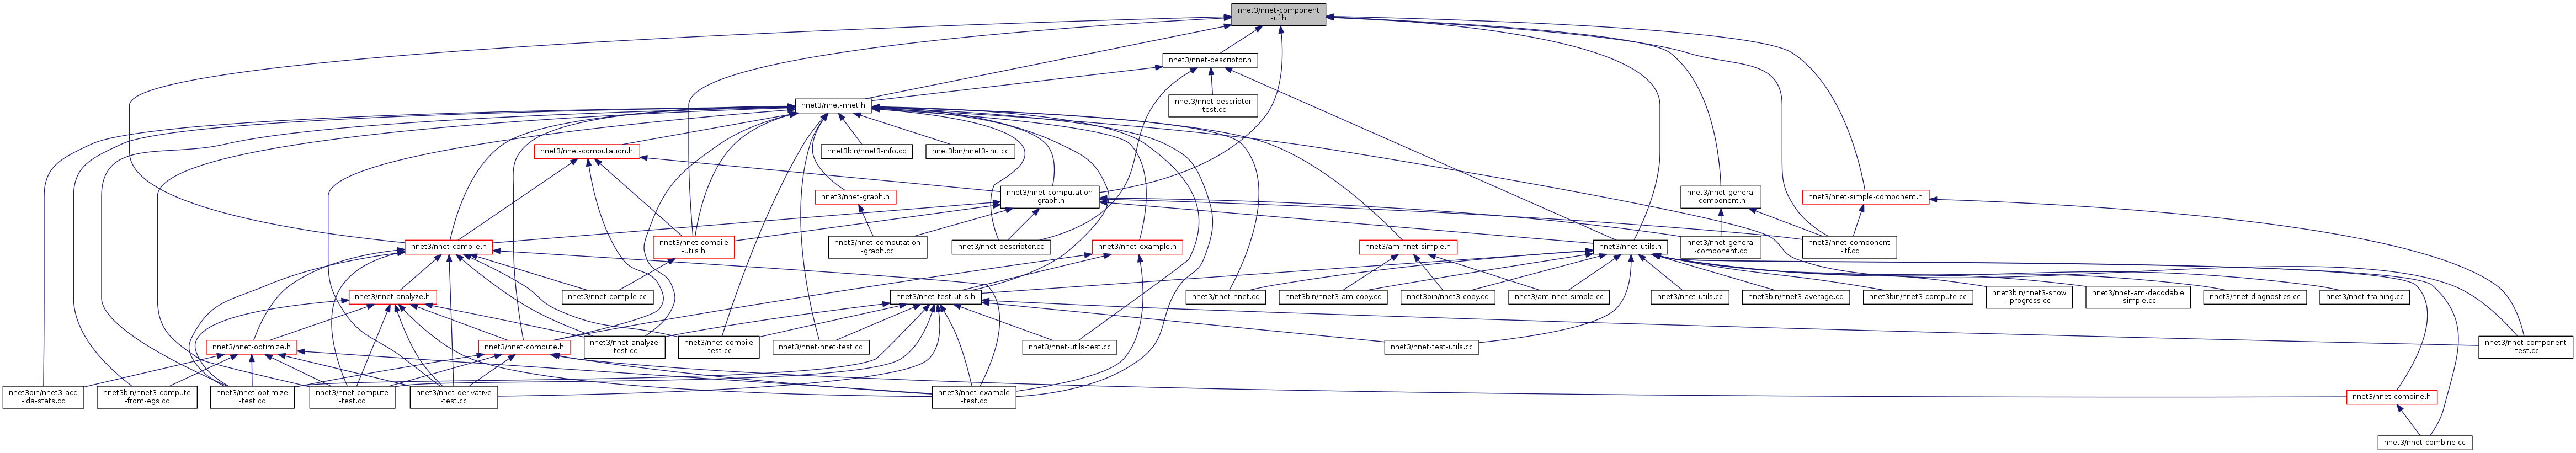 nnet3/nnet-component
-itf.h
nnet3/nnet-descriptor.h
nnet3/nnet-nnet.h
nnet3/nnet-descriptor
-test.cc
nnet3/nnet-computation.h
nnet3bin/nnet3-info.cc
nnet3bin/nnet3-init.cc
nnet3/nnet-graph.h
nnet3/nnet-computation
-graph.h
nnet3/nnet-general
-component.h
nnet3/nnet-simple-component.h
nnet3/nnet-compile.h
nnet3/nnet-compile
-utils.h
nnet3/nnet-computation
-graph.cc
nnet3/nnet-descriptor.cc
nnet3/nnet-example.h
nnet3/am-nnet-simple.h
nnet3/nnet-utils.h
nnet3/nnet-general
-component.cc
nnet3/nnet-component
-itf.cc
nnet3/nnet-analyze.h
nnet3/nnet-compile.cc
nnet3/nnet-test-utils.h
nnet3/nnet-nnet.cc
nnet3bin/nnet3-am-copy.cc
nnet3bin/nnet3-copy.cc
nnet3/am-nnet-simple.cc
nnet3/nnet-utils.cc
nnet3bin/nnet3-average.cc
nnet3bin/nnet3-compute.cc
nnet3bin/nnet3-show
-progress.cc
nnet3/nnet-am-decodable
-simple.cc
nnet3/nnet-diagnostics.cc
nnet3/nnet-training.cc
nnet3/nnet-optimize.h
nnet3/nnet-compute.h
nnet3/nnet-analyze
-test.cc
nnet3/nnet-compile
-test.cc
nnet3/nnet-nnet-test.cc
nnet3/nnet-utils-test.cc
nnet3/nnet-test-utils.cc
nnet3/nnet-component
-test.cc
nnet3bin/nnet3-acc
-lda-stats.cc
nnet3bin/nnet3-compute
-from-egs.cc
nnet3/nnet-optimize
-test.cc
nnet3/nnet-compute
-test.cc
nnet3/nnet-derivative
-test.cc
nnet3/nnet-example
-test.cc
nnet3/nnet-combine.h
nnet3/nnet-combine.cc